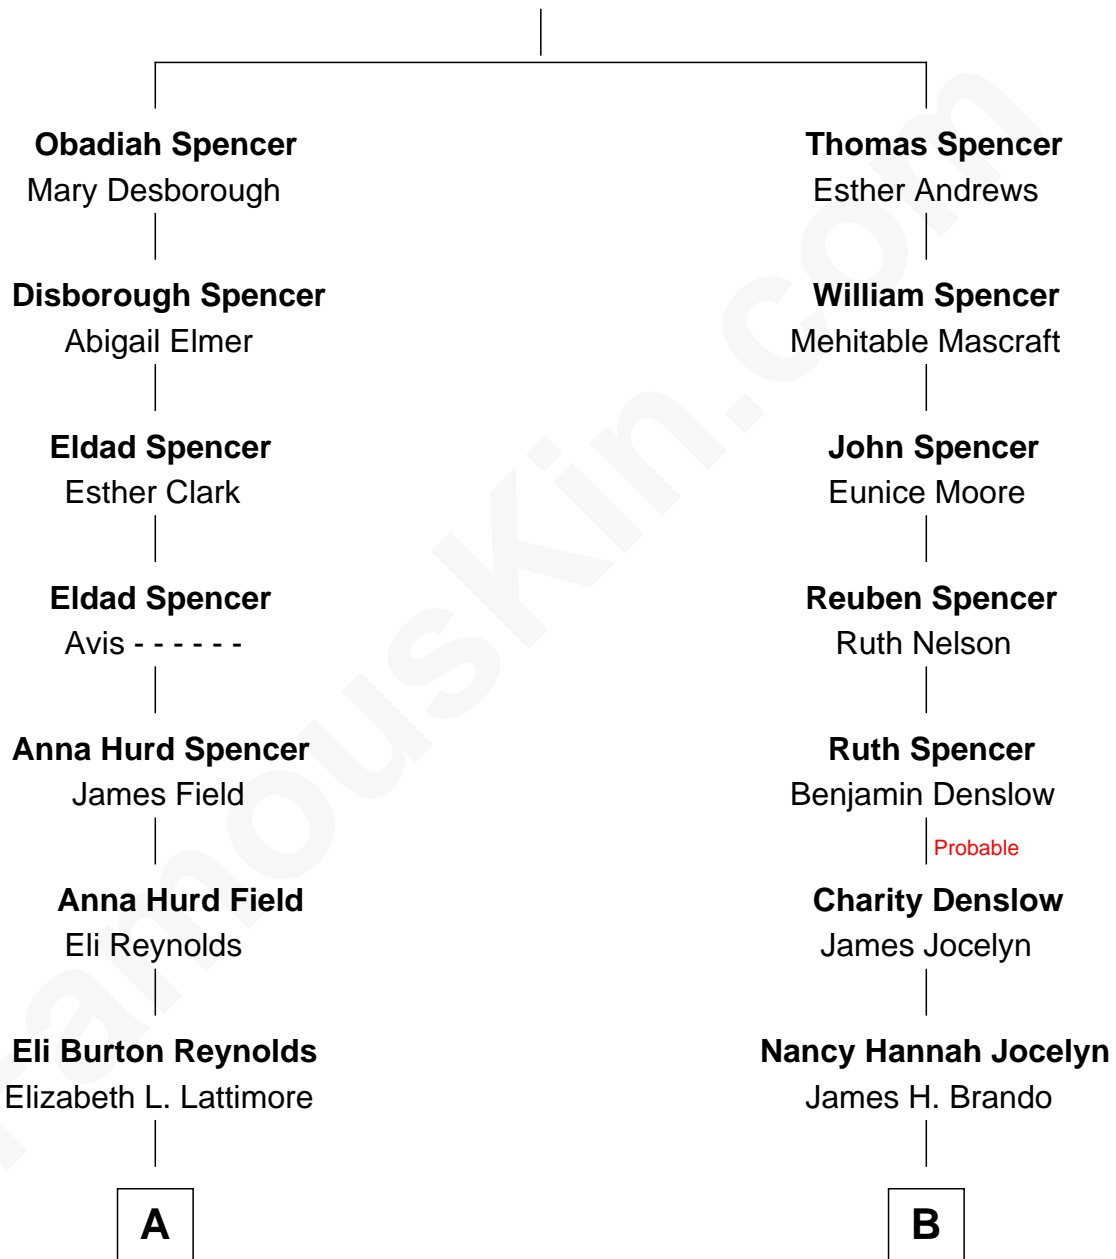 Obadiah Spencer
Mary Desborough
Disborough Spencer
Abigail Elmer
Eldad Spencer
Esther Clark
Eldad Spencer
Avis - - - - - -
Anna Hurd Spencer
James Field
Anna Hurd Field
Eli Reynolds
Eli Burton Reynolds
Elizabeth L. Lattimore
A
Thomas Spencer
Esther Andrews
William Spencer
Mehitable Mascraft
John Spencer
Eunice Moore
Reuben Spencer
Ruth Nelson
Ruth Spencer
Benjamin Denslow
Probable
Charity Denslow
James Jocelyn
Nancy Hannah Jocelyn
James H. Brando
B
FamousKin.com